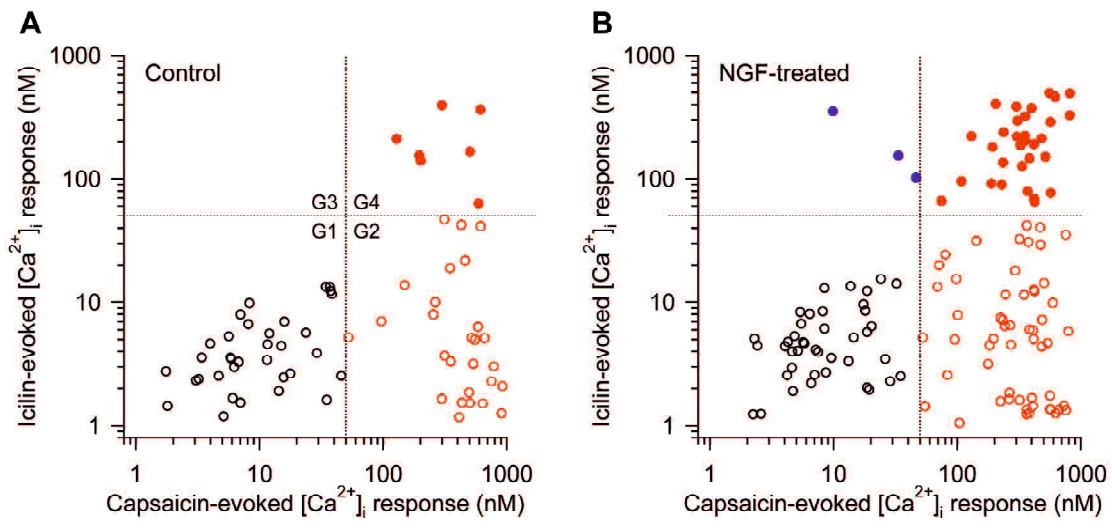 A
Control
Icilin-evoked [Ca2+]i response (nM)
1000
100
10
1
G3 G4
G1 G2
1 10 100 1000
Capsaicin-evoked [Ca2+]i response (nM)
B
NGF-treated
Icilin-evoked [Ca2+]i response (nM)
1000
100
10
1
1 10 100 1000
Capsaicin-evoked [Ca2+]i response (nM)